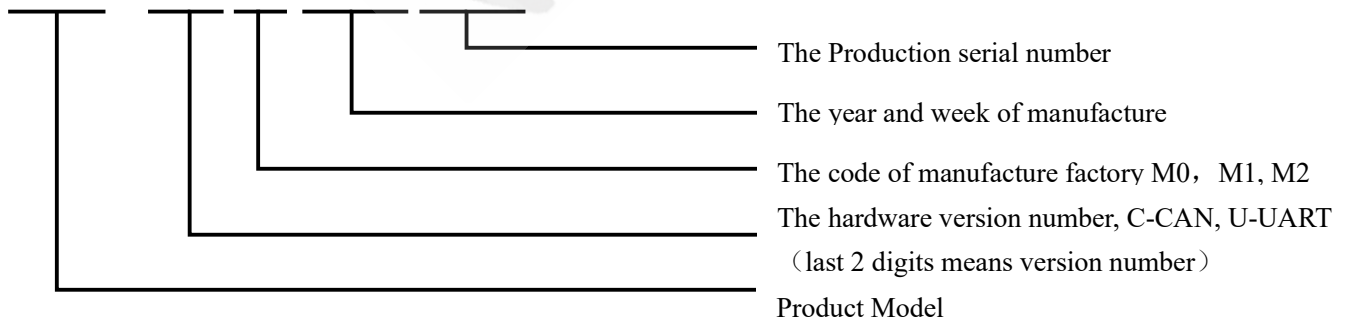 The Production serial number
The year and week of manufacture
The code of manufacture factory M0，M1, M2
The hardware version number, C-CAN, U-UART
（last 2 digits means version number）
Product Model